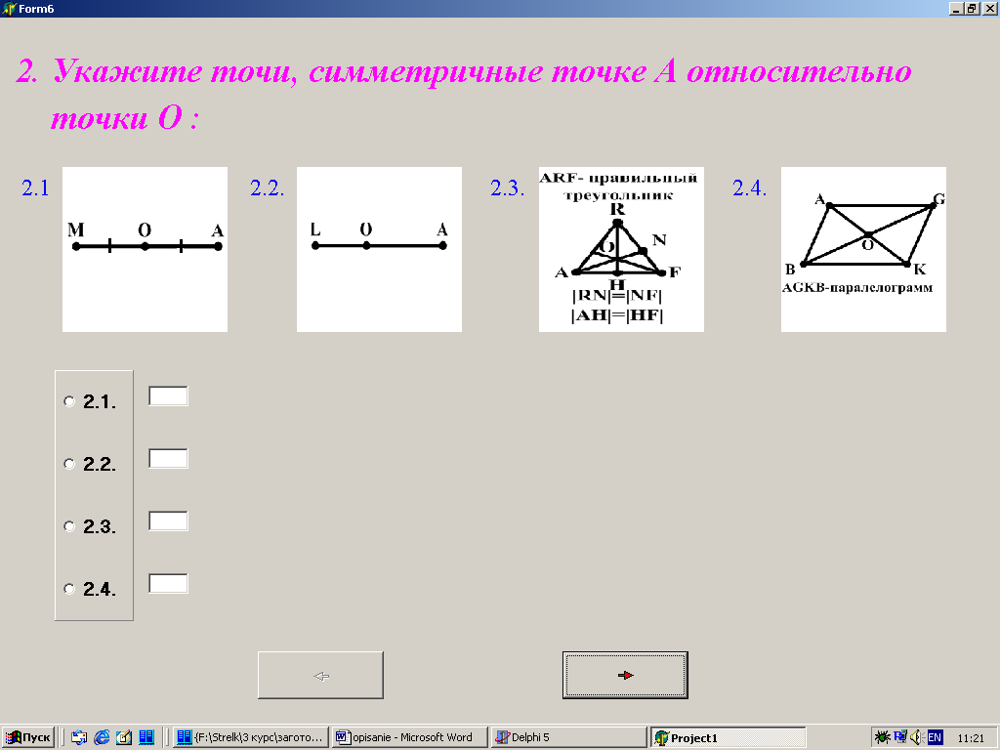 Form6
2. Укажите точи, симметричные точке А относительно
точки О :
2.1
M O A
2.2.
L O A
2.3.
ARF- правильный
треугольник
R
O N
A F
H
|RN|=|NF|
|AH|=|HF|
2.4.
A G
O
B K
AGKB-паралелограмм
2.1.
2.2.
2.3.
2.4.
Пуск {F:\Strelk\3 курс\загото... opisanie - Microsoft Word Delphi 5 Project1 EN 11:21